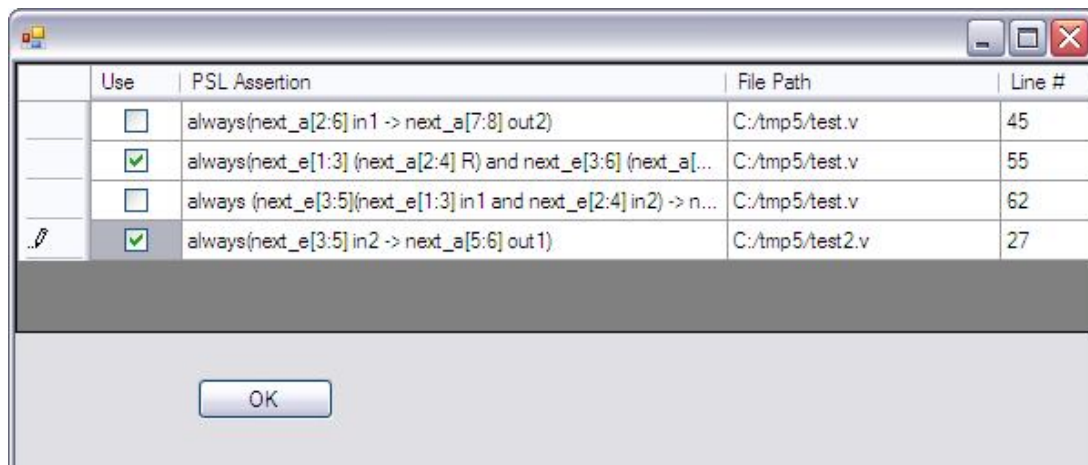 Use PSL Assertion File Path Line #
always(next_a[2:6] in1 -> next_a[7:8] out2) C:/tmp5/test.v 45
always(next_e[1:3] (next_a[2:4] R) and next_e[3:6] (next_a[... C:/tmp5/test.v 55
always (next_e[3:5](next_e[1:3] in1 and next_e[2:4] in2) -> n... C:/tmp5/test.v 62
always(next_e[3:5] in2 -> next_a[5:6] out1) C:/tmp5/test2.v 27
OK